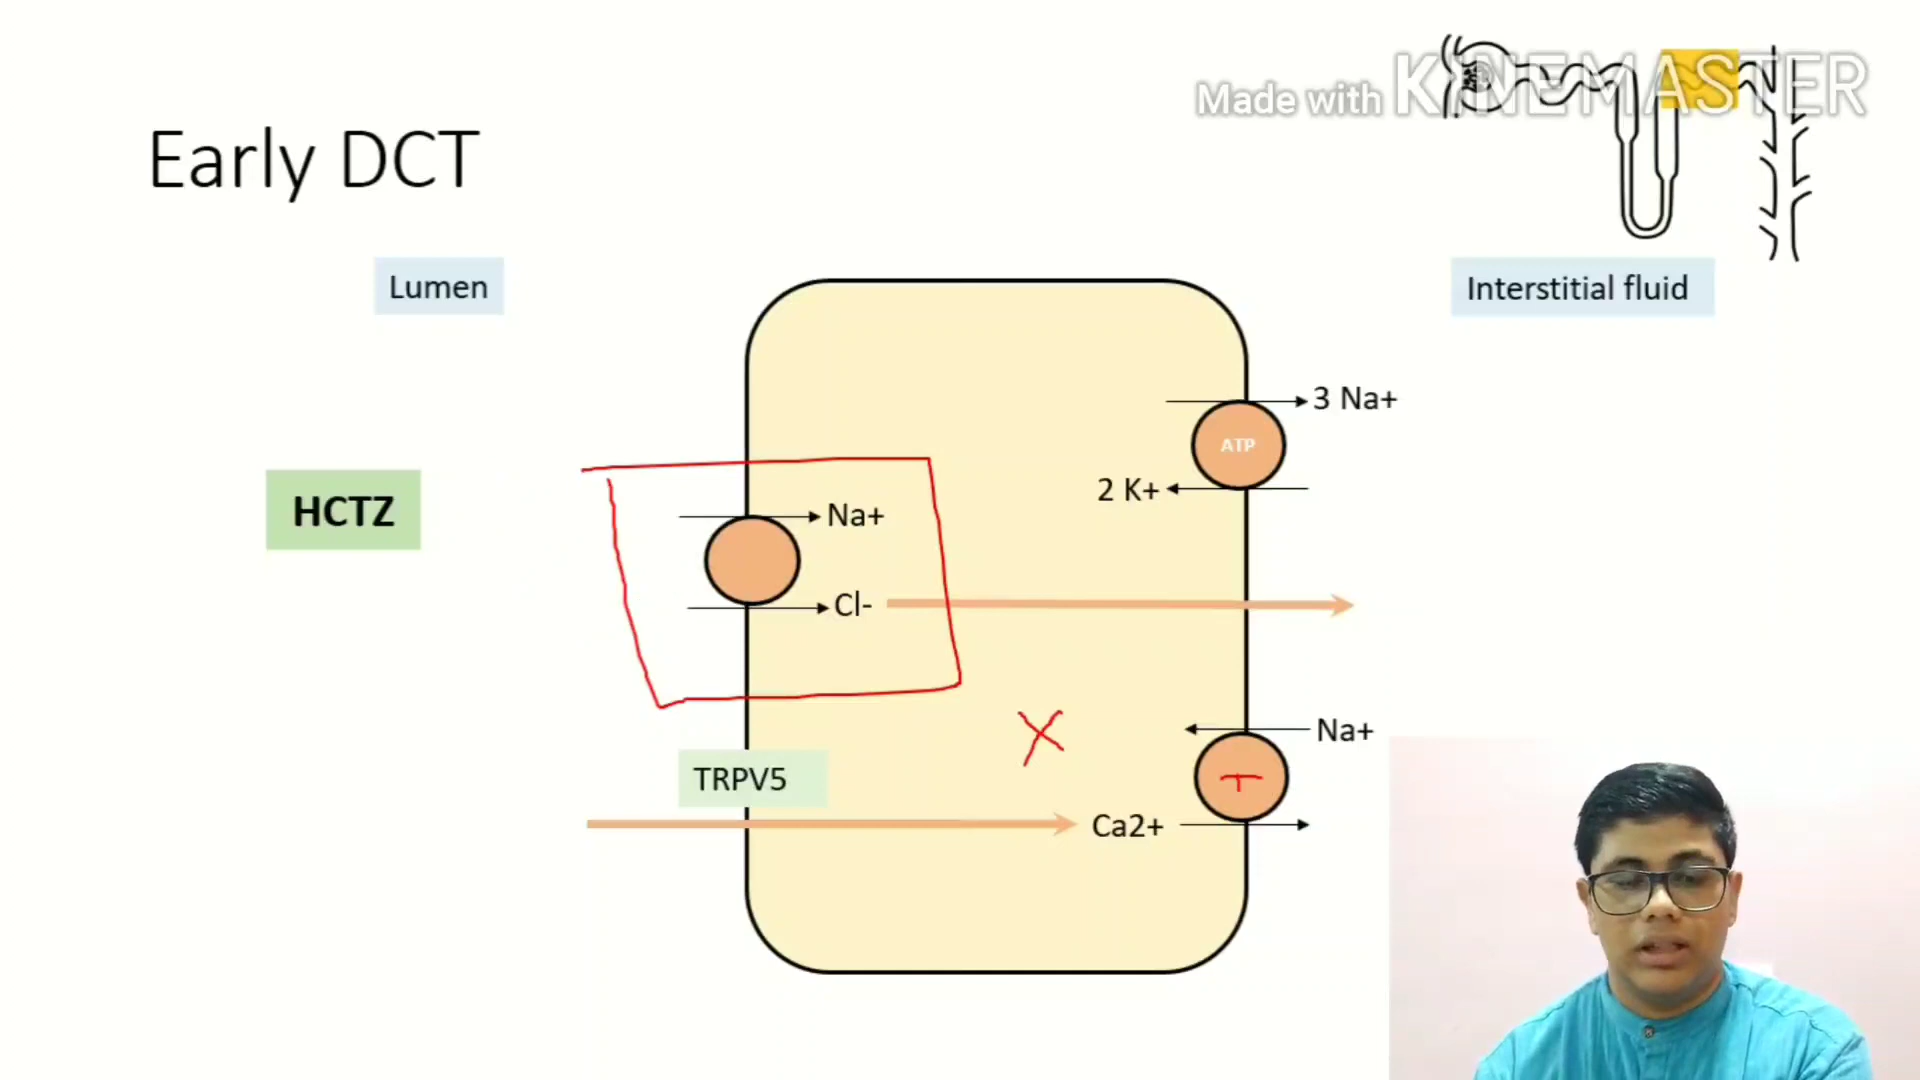 Made with KINEMASTER
Early DCT
Lumen
Interstitial fluid
3 Na+
ATP
2 K+
HCTZ
Na+
Cl-
Na+
TRPV5
Ca2+